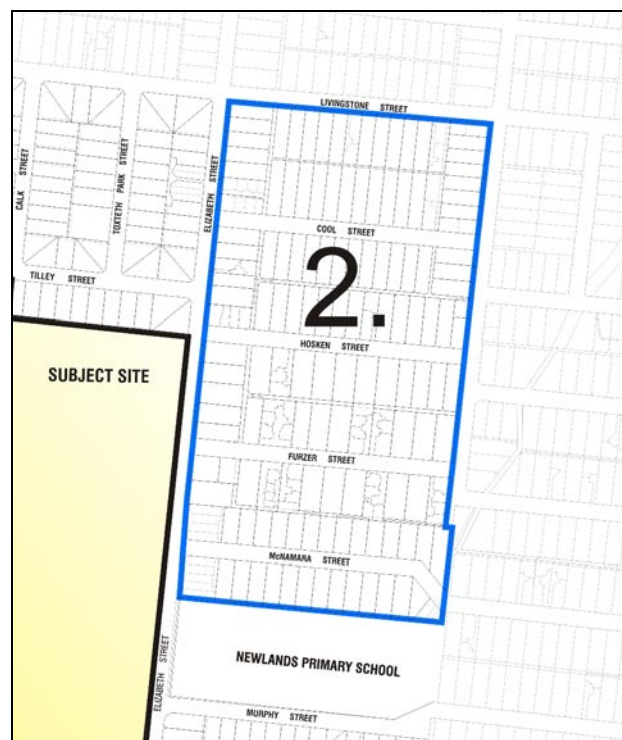 LIVINGSTONE STREET
CALK STREET
TOXTETH PARK STREET
ELIZABETH STREET
COOL STREET
2.
TILLEY STREET
HOSKEN STREET
SUBJECT SITE
FURZER STREET
McNAMARA STREET
ELIZABETH STREET
NEWLANDS PRIMARY SCHOOL
MURPHY STREET